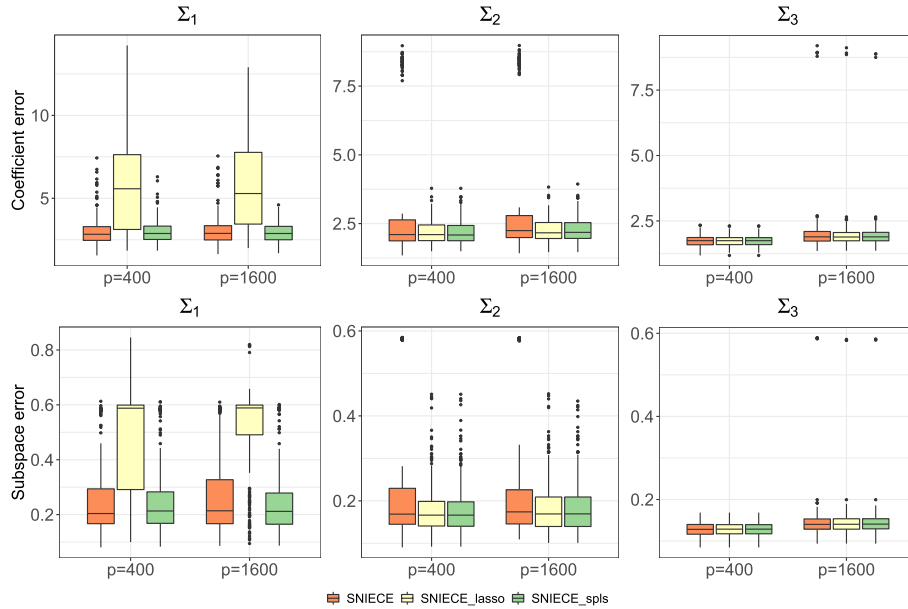 Σ1 Σ2 Σ3
Coefficient error
10
5
7.5
5.0
2.5
7.5
5.0
2.5
p=400 p=1600 p=400 p=1600 p=400 p=1600
Σ1 Σ2 Σ3
Subspace error
0.8
0.6
0.4
0.2
0.6
0.4
0.2
0.6
0.4
0.2
p=400 p=1600 p=400 p=1600 p=400 p=1600
SNIECE SNIECE_lasso SNIECE_spls